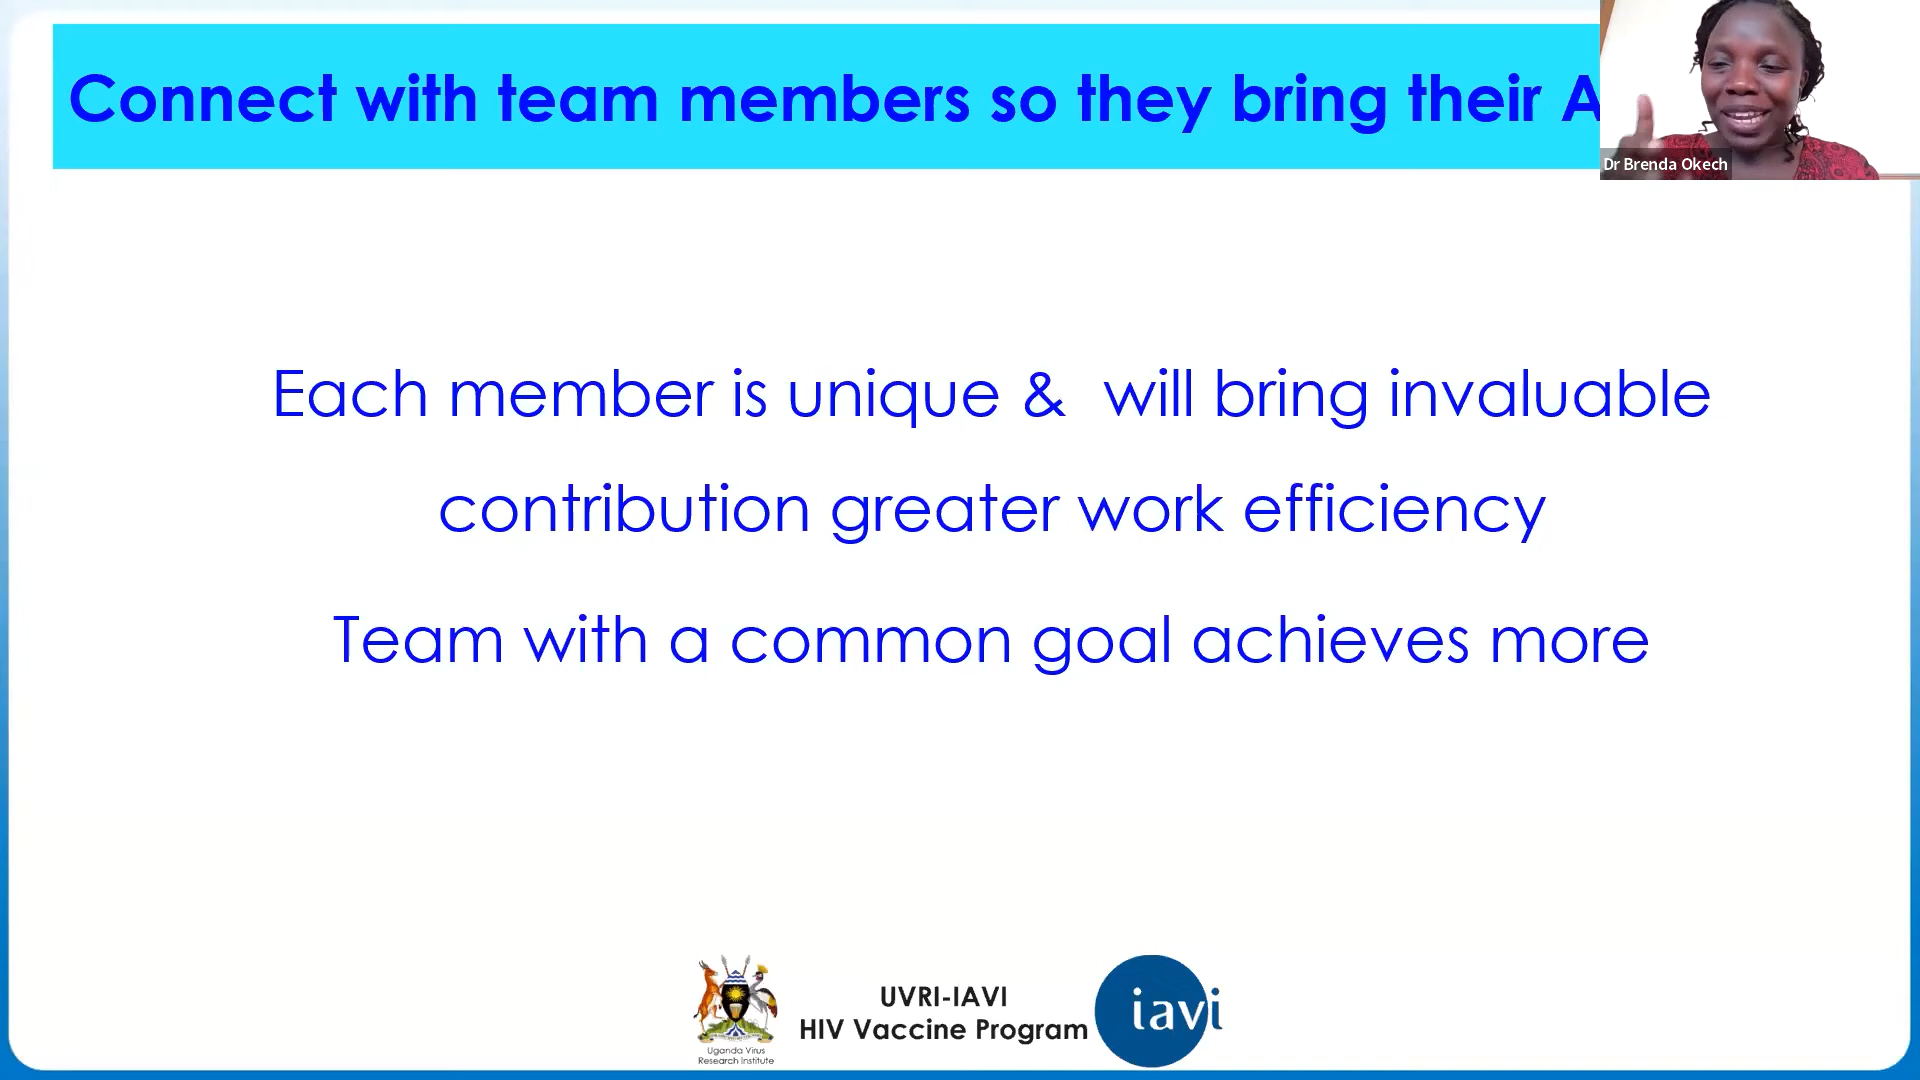 Connect with team members so they bring their A
Dr Brenda Okech
Each member is unique &  will bring invaluable
contribution greater work efficiency
Team with a common goal achieves more
UVRI-IAVI
HIV Vaccine Program
iavi
Uganda Virus
Research Institute